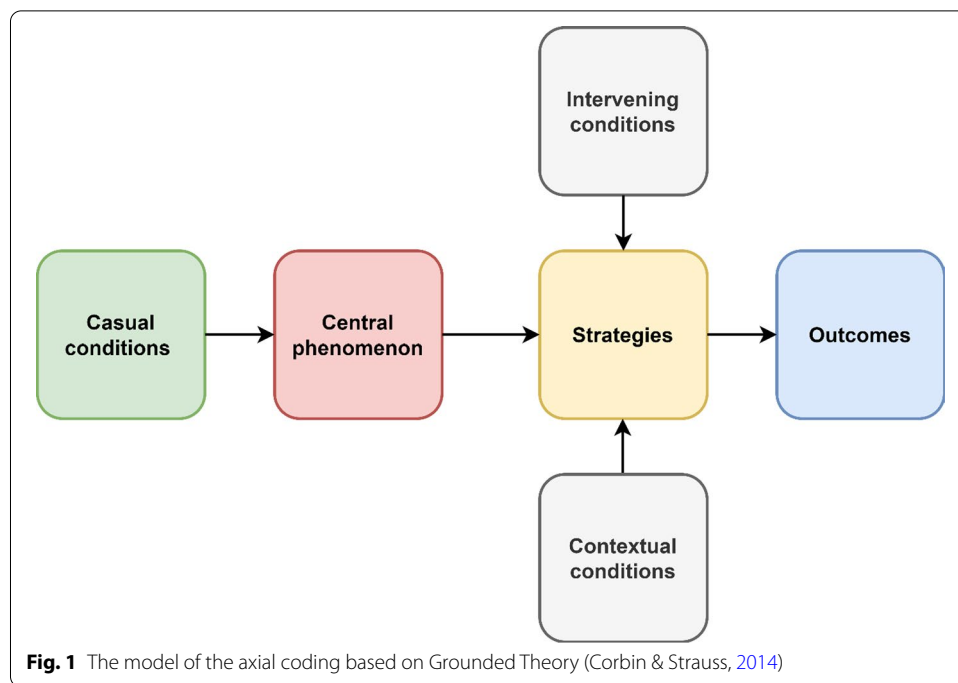 Intervening
conditions
Casual
conditions
Central
phenomenon
Strategies
Outcomes
Contextual
conditions
Fig. 1 The model of the axial coding based on Grounded Theory (Corbin & Strauss, 2014)